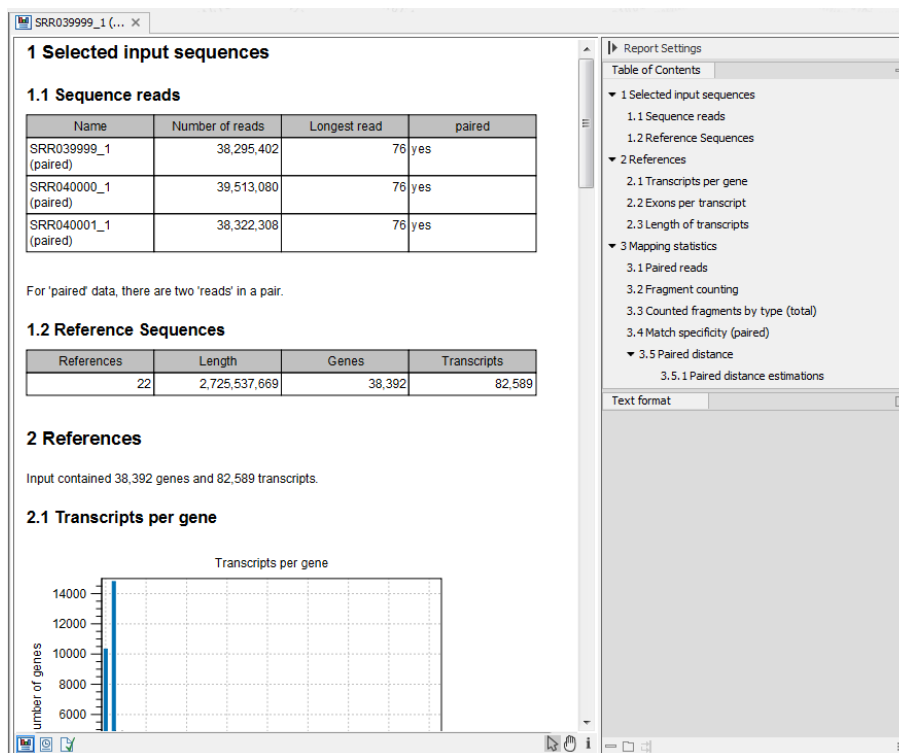 SRR039999_1 (...
1 Selected input sequences
1.1 Sequence reads
Name Number of reads Longest read paired
SRR039999_1 38,295,402 76 yes
(paired)
SRR040000_1 39,513,080 76 yes
(paired)
SRR040001_1 38,322,308 76 yes
(paired)
For 'paired' data, there are two 'reads' in a pair.
1.2 Reference Sequences
References Length Genes Transcripts
22 2,725,537,669 38,392 82,589
2 References
Input contained 38,392 genes and 82,589 transcripts.
2.1 Transcripts per gene
Transcripts per gene
14000
12000
10000
8000
6000
umber of genes
Report Settings
Table of Contents
1 Selected input sequences
1.1 Sequence reads
1.2 Reference Sequences
2 References
2.1 Transcripts per gene
2.2 Exons per transcript
2.3 Length of transcripts
3 Mapping statistics
3.1 Paired reads
3.2 Fragment counting
3.3 Counted fragments by type (total)
3.4 Match specificity (paired)
3.5 Paired distance
3.5.1 Paired distance estimations
Text format